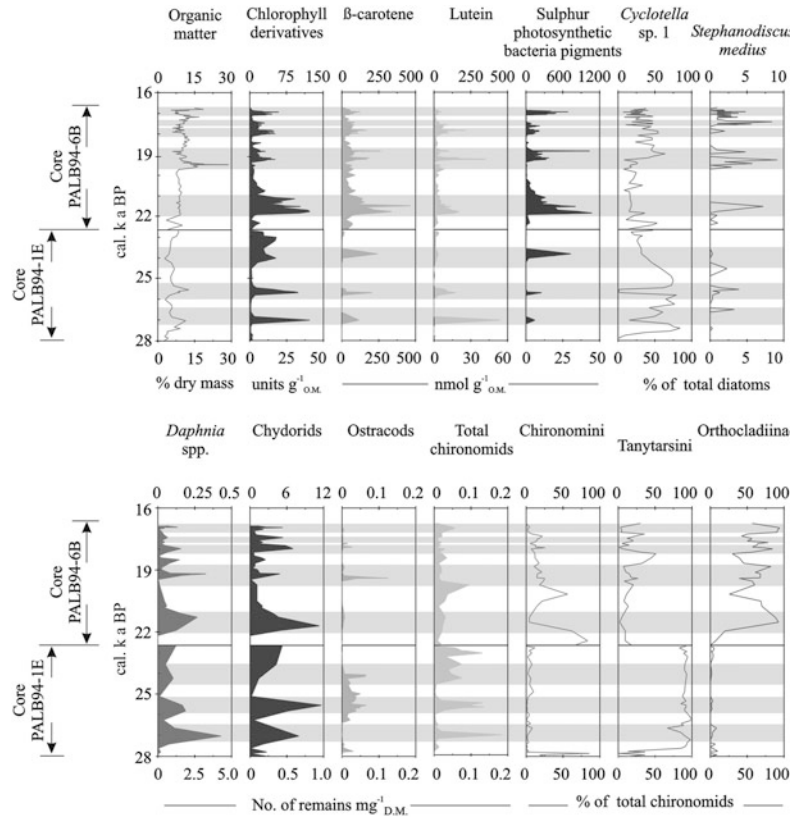 Organic matter
Chlorophyll derivatives
ß-carotene
Lutein
Sulphur photosynthetic bacteria pigments
Cyclotella sp. 1
Stephanodiscus medius
0 75 150
0 250 500
0 30 60
0 600 1200
0 50 100
0 5 10
Core PALB94-6B
Core PALB94-1E
cal. k a BP
16
19
22
25
28
0 15 30
0 25 50
0 250 500
0 30 60
0 25 50
0 50 100
0 5 10
% dry mass
units g⁻¹O.M.
nmol g⁻¹O.M.
% of total diatoms
Daphnia spp.
Chydorids
Ostracods
Total chironomids
Chironomini
Tanytarsini
Orthocladiinae
0 0.25 0.5
0 6 12
0 0.1 0.2
0 0.1 0.2
0 50 100
0 50 100
0 50 100
Core PALB94-6B
Core PALB94-1E
cal. k a BP
16
19
22
25
28
0 2.5 5.0
0 0.5 1.0
0 0.1 0.2
0 0.1 0.2
0 50 100
0 50 100
0 50 100
No. of remains mg⁻¹D.M.
% of total chironomids